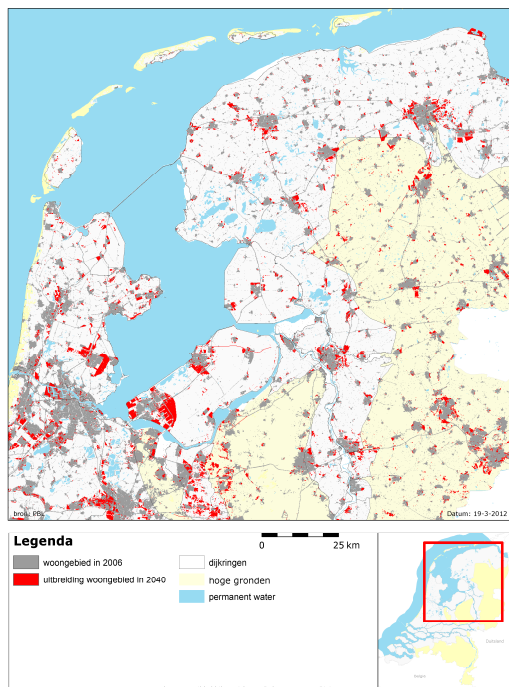 bron: PBL
Datum: 19-3-2012
Legenda
woongebied in 2006
uitbreiding woongebied in 2040
dijkringen
hoge gronden
permanent water
0
25 km